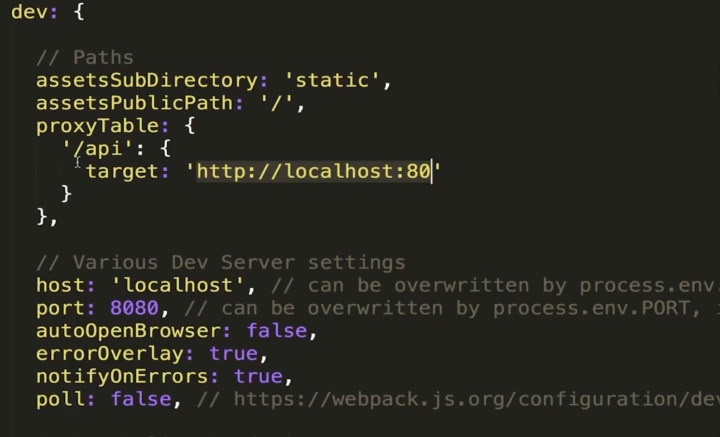 dev: {
// Paths
assetsSubDirectory: 'static',
assetsPublicPath: '/',
proxyTable: {
'/api': {
target: 'http://localhost:80'
}
},
// Various Dev Server settings
host: 'localhost', // can be overwritten by process.env.
port: 8080, // can be overwritten by process.env.PORT,
autoOpenBrowser: false,
errorOverlay: true,
notifyOnErrors: true,
poll: false, // https://webpack.js.org/configuration/dev